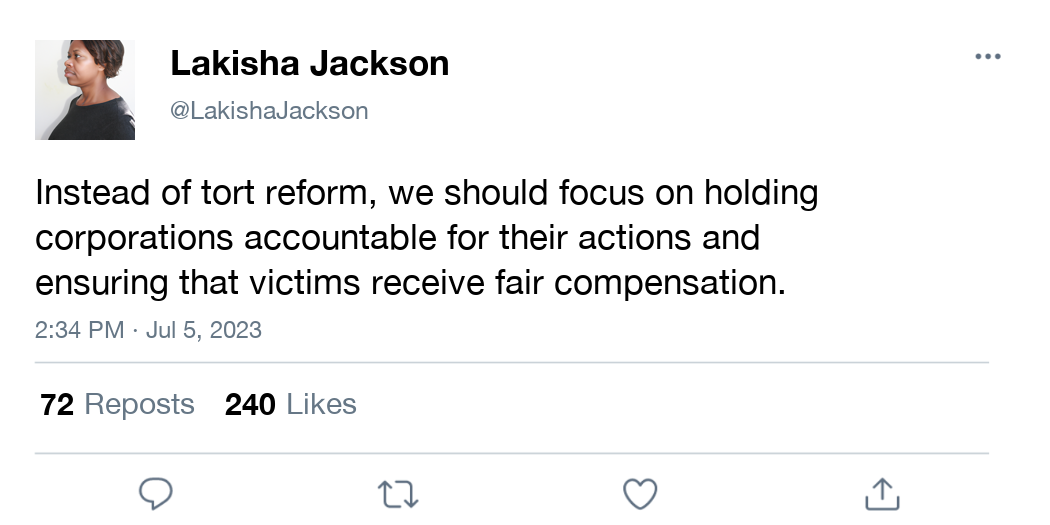 Lakisha Jackson
@LakishaJackson
Instead of tort reform, we should focus on holding
corporations accountable for their actions and
ensuring that victims receive fair compensation.
2:34 PM · Jul 5, 2023
72 Reposts 240 Likes